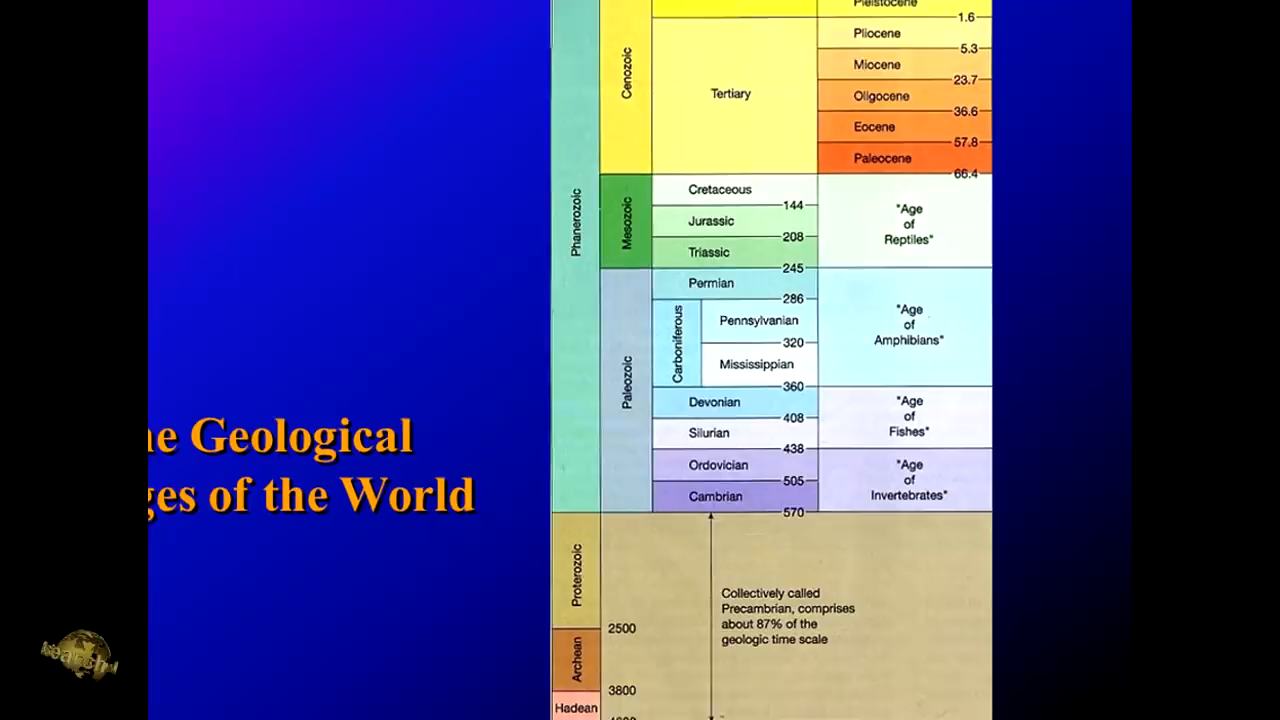 he Geological
ges of the World
Phanerozoic
Cenozoic
Tertiary
Pleistocene
1.6
Pliocene
5.3
Miocene
23.7
Oligocene
36.6
Eocene
57.8
Paleocene
66.4
Mesozoic
Cretaceous
144
Jurassic
208
Triassic
245
"Age
of
Reptiles"
Paleozoic
Permian
286
Carboniferous
Pennsylvanian
320
Mississippian
360
"Age
of
Amphibians"
Devonian
408
Silurian
438
"Age
of
Fishes"
Ordovician
505
Cambrian
570
"Age
of
Invertebrates"
Proterozoic
2500
Archean
3800
Hadean
Collectively called
Precambrian, comprises
about 87% of the
geologic time scale